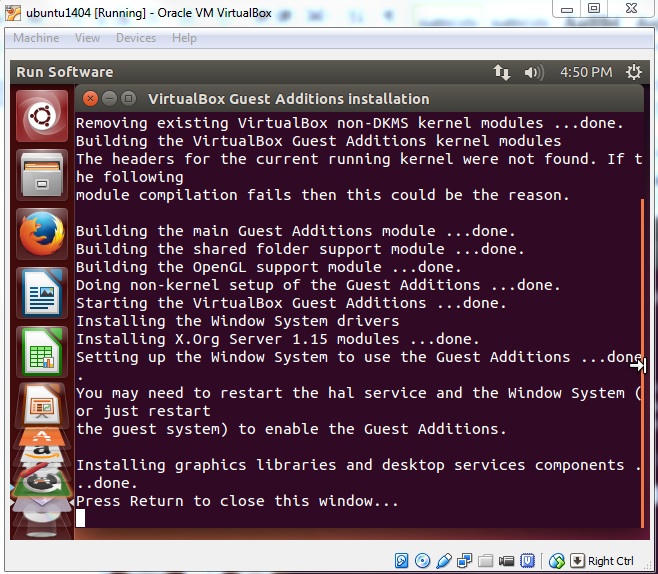 ubuntu1404 [Running] - Oracle VM VirtualBox
Machine View Devices Help
Run Software 4:50 PM
VirtualBox Guest Additions installation
Removing existing VirtualBox non-DKMS kernel modules ...done.
Building the VirtualBox Guest Additions kernel modules
The headers for the current running kernel were not found. If t
he following
module compilation fails then this could be the reason.
Building the main Guest Additions module ...done.
Building the shared folder support module ...done.
Building the OpenGL support module ...done.
Doing non-kernel setup of the Guest Additions ...done.
Starting the VirtualBox Guest Additions ...done.
Installing the Window System drivers
Installing X.Org Server 1.15 modules ...done.
Setting up the Window System to use the Guest Additions ...done
.
You may need to restart the hal service and the Window System (
or just restart
the guest system) to enable the Guest Additions.
Installing graphics libraries and desktop services components .
..done.
Press Return to close this window...
Right Ctrl